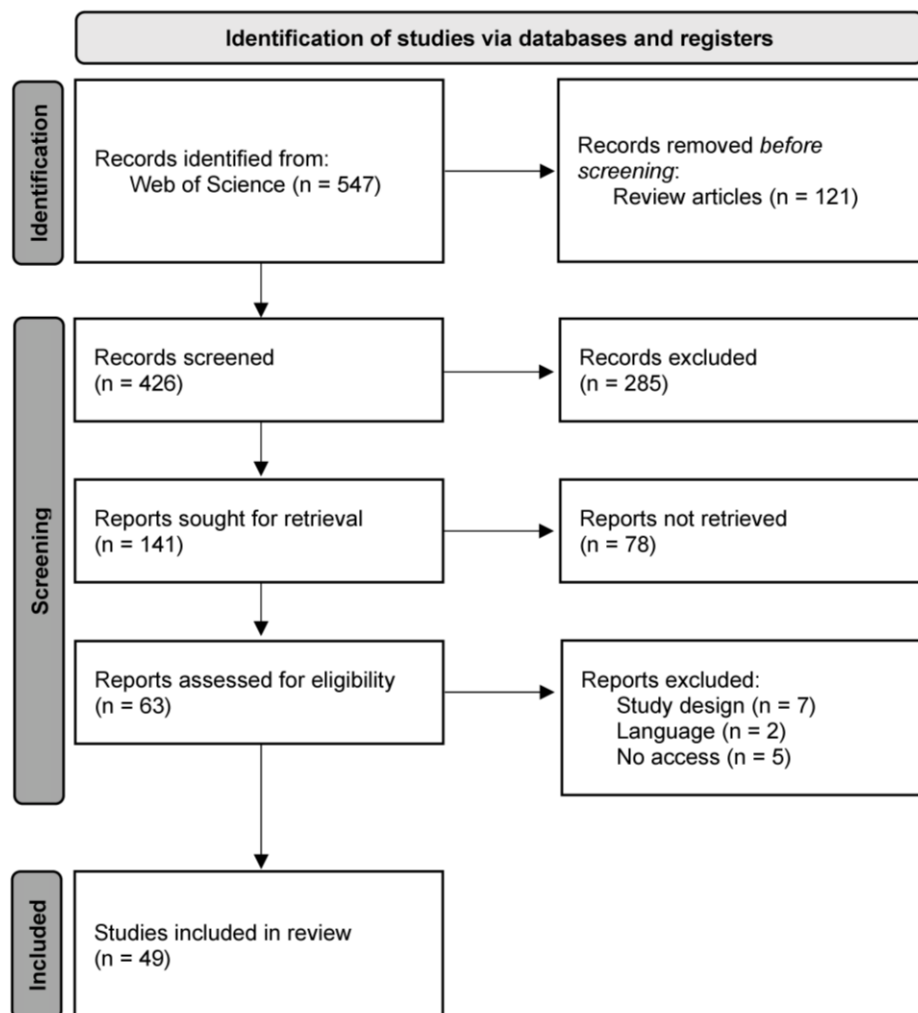 Identification of studies via databases and registers
Identification
Records identified from:
Web of Science (n = 547)
Records removed before
screening:
Review articles (n = 121)
Screening
Records screened
(n = 426)
Records excluded
(n = 285)
Reports sought for retrieval
(n = 141)
Reports not retrieved
(n = 78)
Reports assessed for eligibility
(n = 63)
Reports excluded:
Study design (n = 7)
Language (n = 2)
No access (n = 5)
Included
Studies included in review
(n = 49)